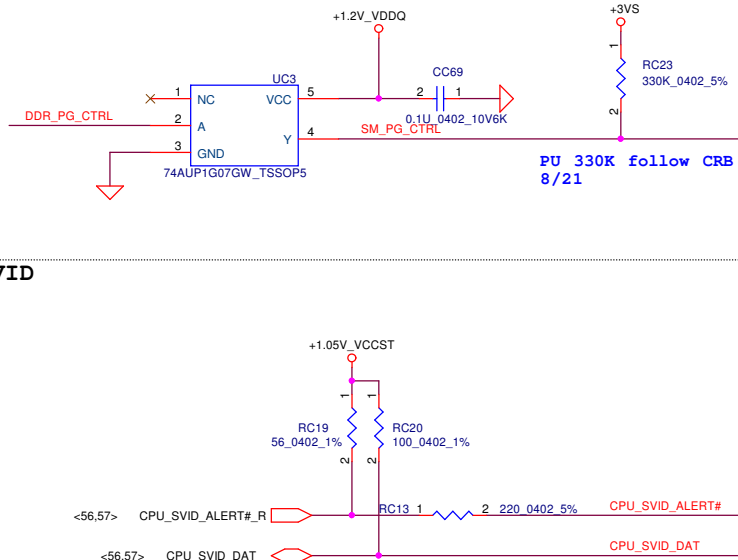 +1.2V_VDDQ
+3VS
UC3
CC69
RC23
330K_0402_5%
1
2
1 NC VCC 5
2 1
0.1U_0402_10V6K
DDR_PG_CTRL
2 A
Y 4
SM_PG_CTRL
3 GND
74AUP1G07GW_TSSOP5
PU 330K follow CRB
8/21
VID
+1.05V_VCCST
1
1
RC19
56_0402_1%
RC20
100_0402_1%
2
2
<56,57> CPU_SVID_ALERT#_R
RC13 1 2 220_0402_5%
CPU_SVID_ALERT#
<56,57> CPU_SVID_DAT
CPU_SVID_DAT